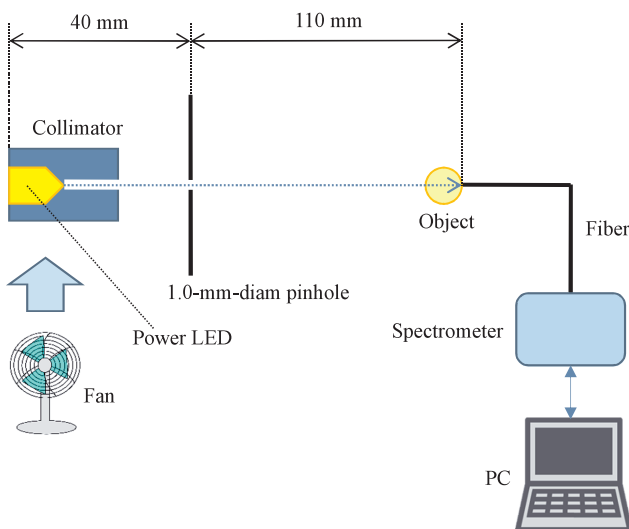 40 mm
110 mm
Collimator
Object
Fiber
1.0-mm-diam pinhole
Power LED
Spectrometer
Fan
PC